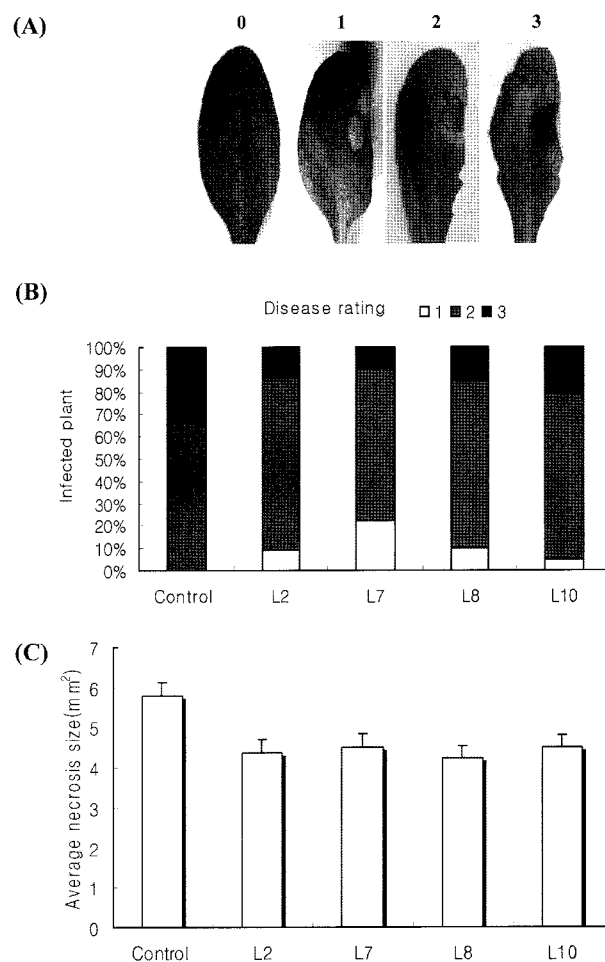 (A)
0 1 2 3
(B)
Disease rating 1 2 3
Infected plant
100%
90%
80%
70%
60%
50%
40%
30%
20%
10%
0%
Control L2 L7 L8 L10
(C)
Average necrosis size(mm²)
7
6
5
4
3
2
1
0
Control L2 L7 L8 L10